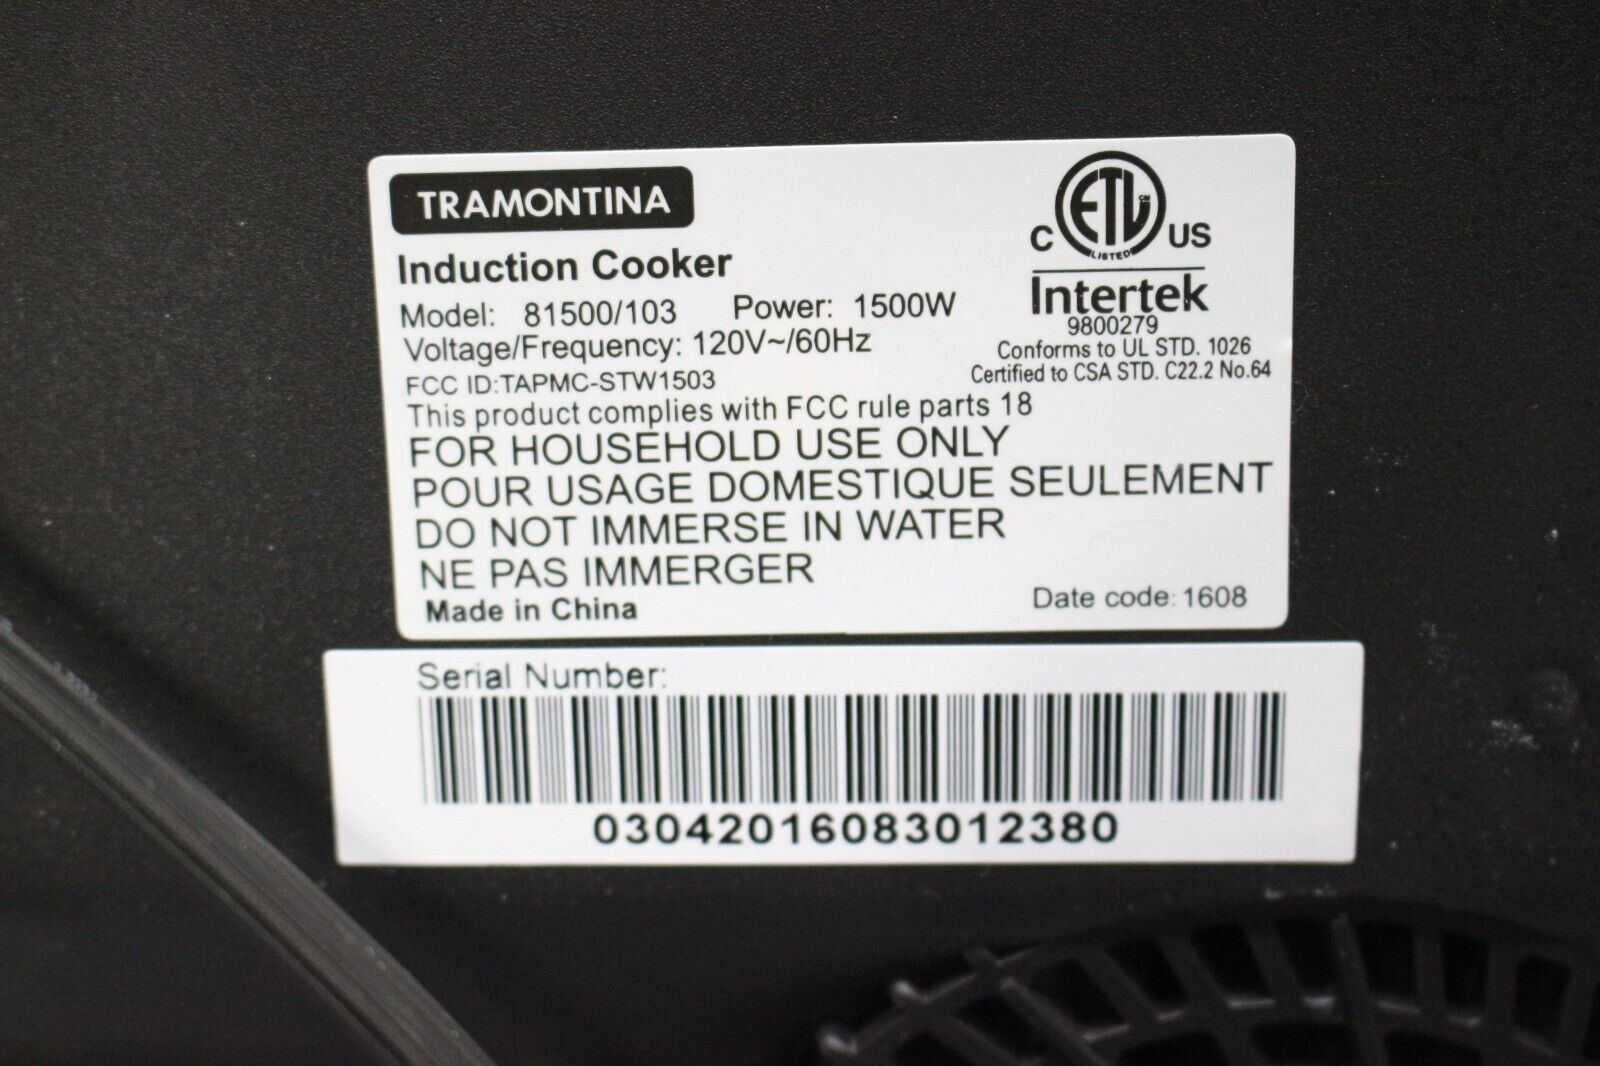 TRAMONTINA
Induction Cooker
Model: 81500/103 Power: 1500W
Voltage/Frequency: 120V~/60Hz
FCC ID:TAPMC-STW1503
This product complies with FCC rule parts 18
FOR HOUSEHOLD USE ONLY
POUR USAGE DOMESTIQUE SEULEMENT
DO NOT IMMERSE IN WATER
NE PAS IMMERGER
Made in China
C ETL CM US
LISTED
Intertek
9800279
Conforms to UL STD. 1026
Certified to CSA STD. C22.2 No.64
Date code: 1608
Serial Number:
03042016083012380